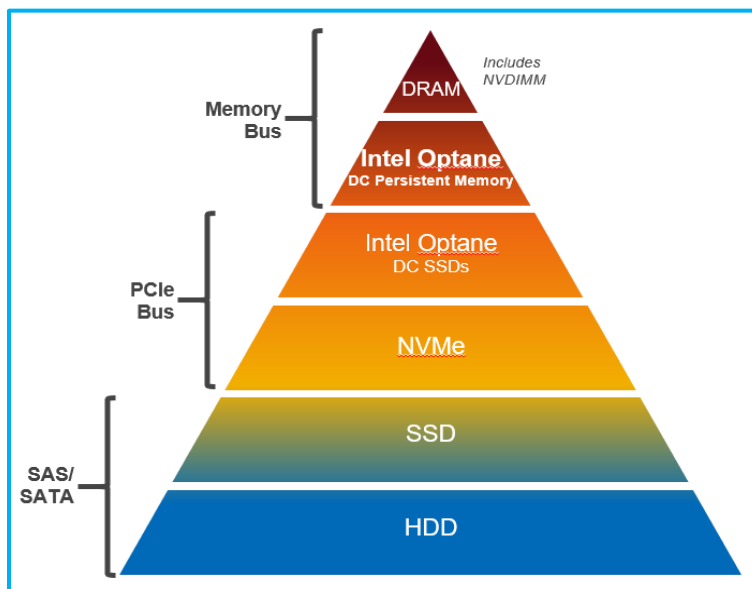 Includes
NVDIMM
DRAM
Memory
Bus
Intel Optane
DC Persistent Memory
Intel Optane
DC SSDs
PCIe
Bus
NVMe
SSD
SAS/
SATA
HDD